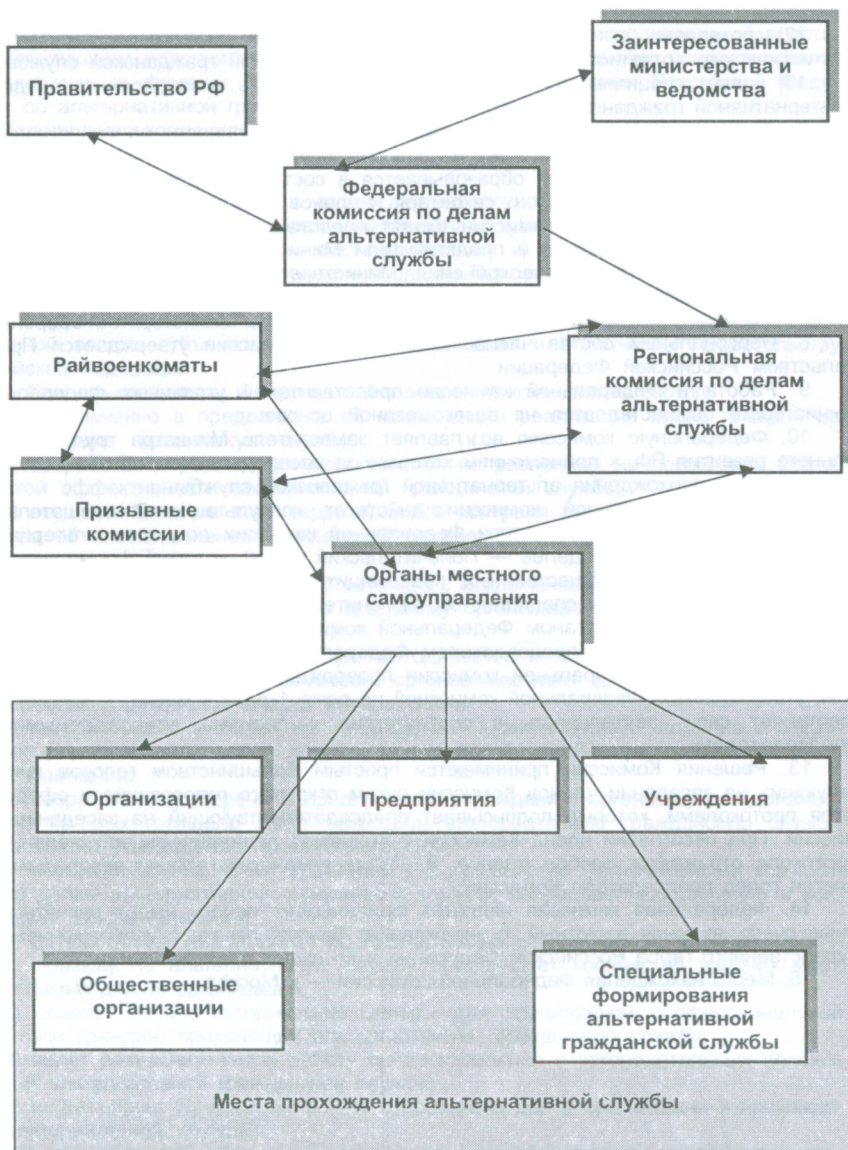 Правительство РФ
Заинтересованные
министерства и
ведомства
Федеральная
комиссия по делам
альтернативной
службы
Райвоенкоматы
Региональная
комиссия по делам
альтернативной
службы
Призывные
комиссии
Органы местного
самоуправления
Организации
Предприятия
Учреждения
Общественные
организации
Специальные
формирования
альтернативной
гражданской службы
Места прохождения альтернативной службы